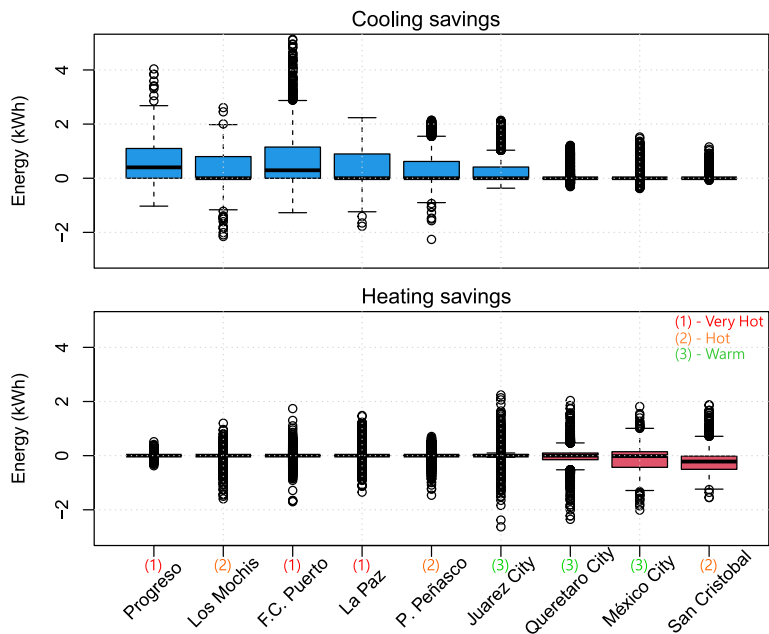 Cooling savings
Energy (kWh)
4
2
0
−2
Heating savings
(1) - Very Hot
(2) - Hot
(3) - Warm
Energy (kWh)
4
2
0
−2
(1) (2) (1) (1) (2) (3) (3) (3) (2)
Progreso
Los Mochis
F.C. Puerto
La Paz
P. Peñasco
Juarez City
Queretaro City
México City
San Cristobal